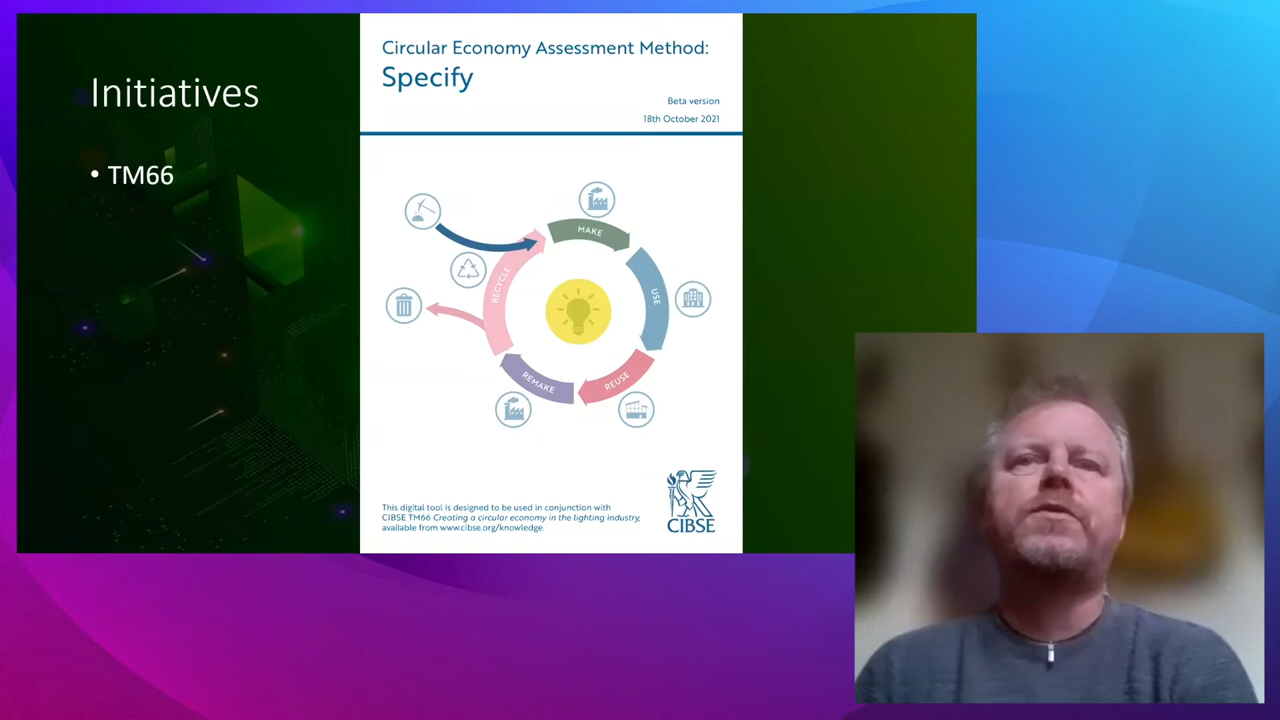 Initiatives
• TM66
Circular Economy Assessment Method:
Specify
Beta version
18th October 2021
MAKE
USE
REUSE
REMAKE
RECYCLE
This digital tool is designed to be used in conjunction with
CIBSE TM66 Creating a circular economy in the lighting industry,
available from www.cibse.org/knowledge.
CIBSE